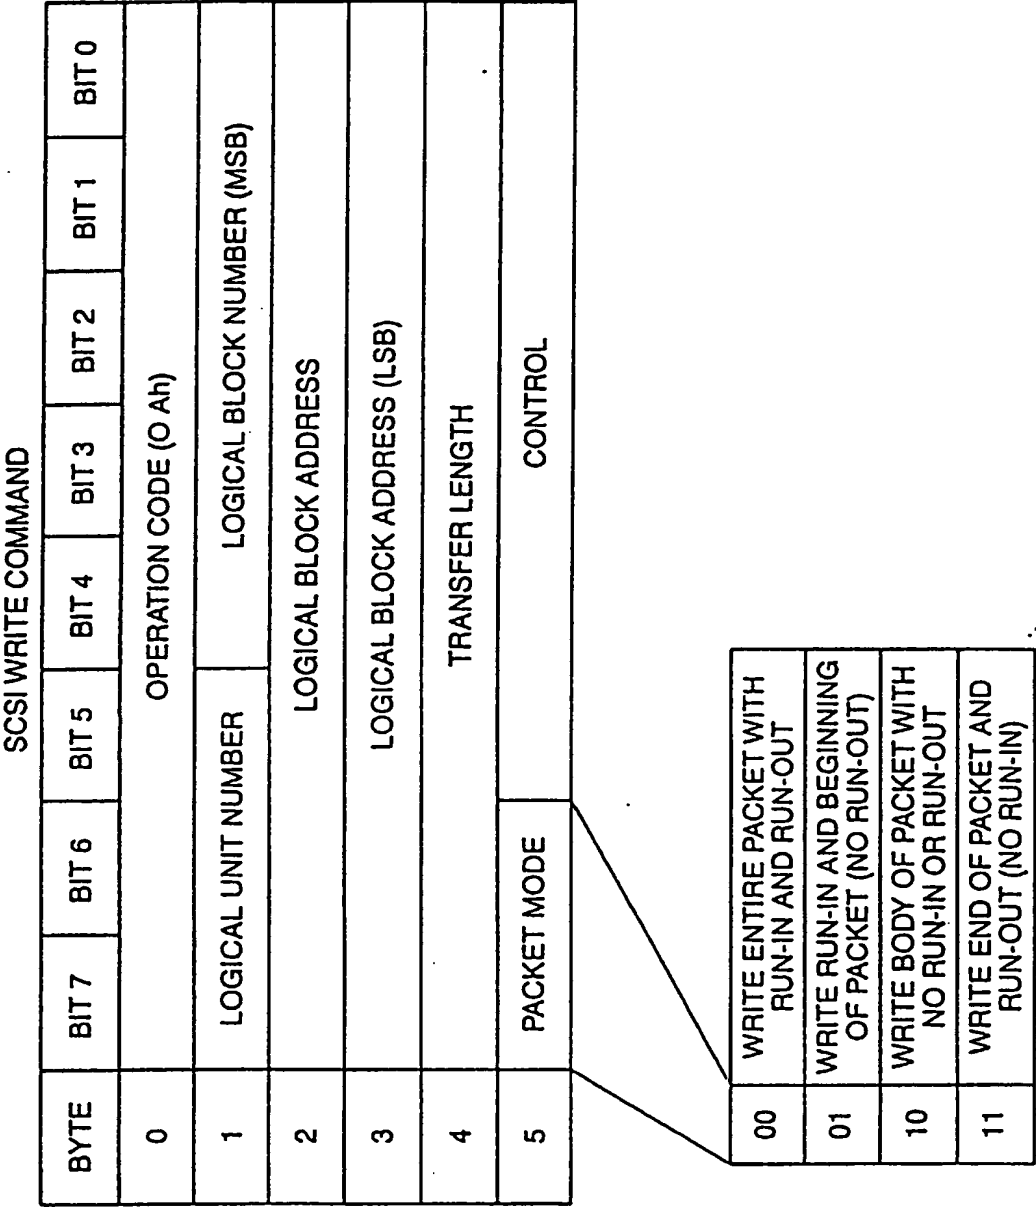 SCSI WRITE COMMAND
BYTE BIT 7 BIT 6 BIT 5 BIT 4 BIT 3 BIT 2 BIT 1 BIT 0
0 OPERATION CODE (O Ah)
1 LOGICAL UNIT NUMBER LOGICAL BLOCK NUMBER (MSB)
2 LOGICAL BLOCK ADDRESS
3 LOGICAL BLOCK ADDRESS (LSB)
4 TRANSFER LENGTH
5 PACKET MODE CONTROL
00 WRITE ENTIRE PACKET WITH
RUN-IN AND RUN-OUT
01 WRITE RUN-IN AND BEGINNING
OF PACKET (NO RUN-OUT)
10 WRITE BODY OF PACKET WITH
NO RUN-IN OR RUN-OUT
11 WRITE END OF PACKET AND
RUN-OUT (NO RUN-IN)